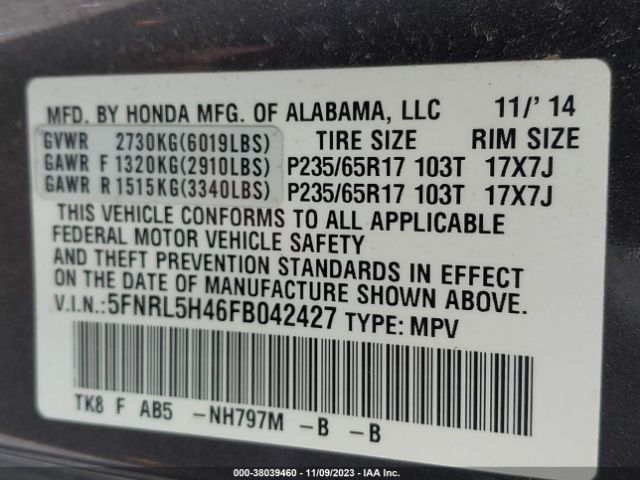 MFD. BY HONDA MFG. OF ALABAMA, LLC 11/' 14
GVWR 2730KG(6019LBS) TIRE SIZE RIM SIZE
GAWR F 1320KG(2910LBS) P235/65R17 103T 17X7J
GAWR R 1515KG(3340LBS) P235/65R17 103T 17X7J
THIS VEHICLE CONFORMS TO ALL APPLICABLE
FEDERAL MOTOR VEHICLE SAFETY
AND THEFT PREVENTION STANDARDS IN EFFECT
ON THE DATE OF MANUFACTURE SHOWN ABOVE.
V.I.N.:5FNRL5H46FB042427 TYPE: MPV
TK8 F AB5 -NH797M -B -B
000-38039460 - 11/09/2023 - IAA Inc.